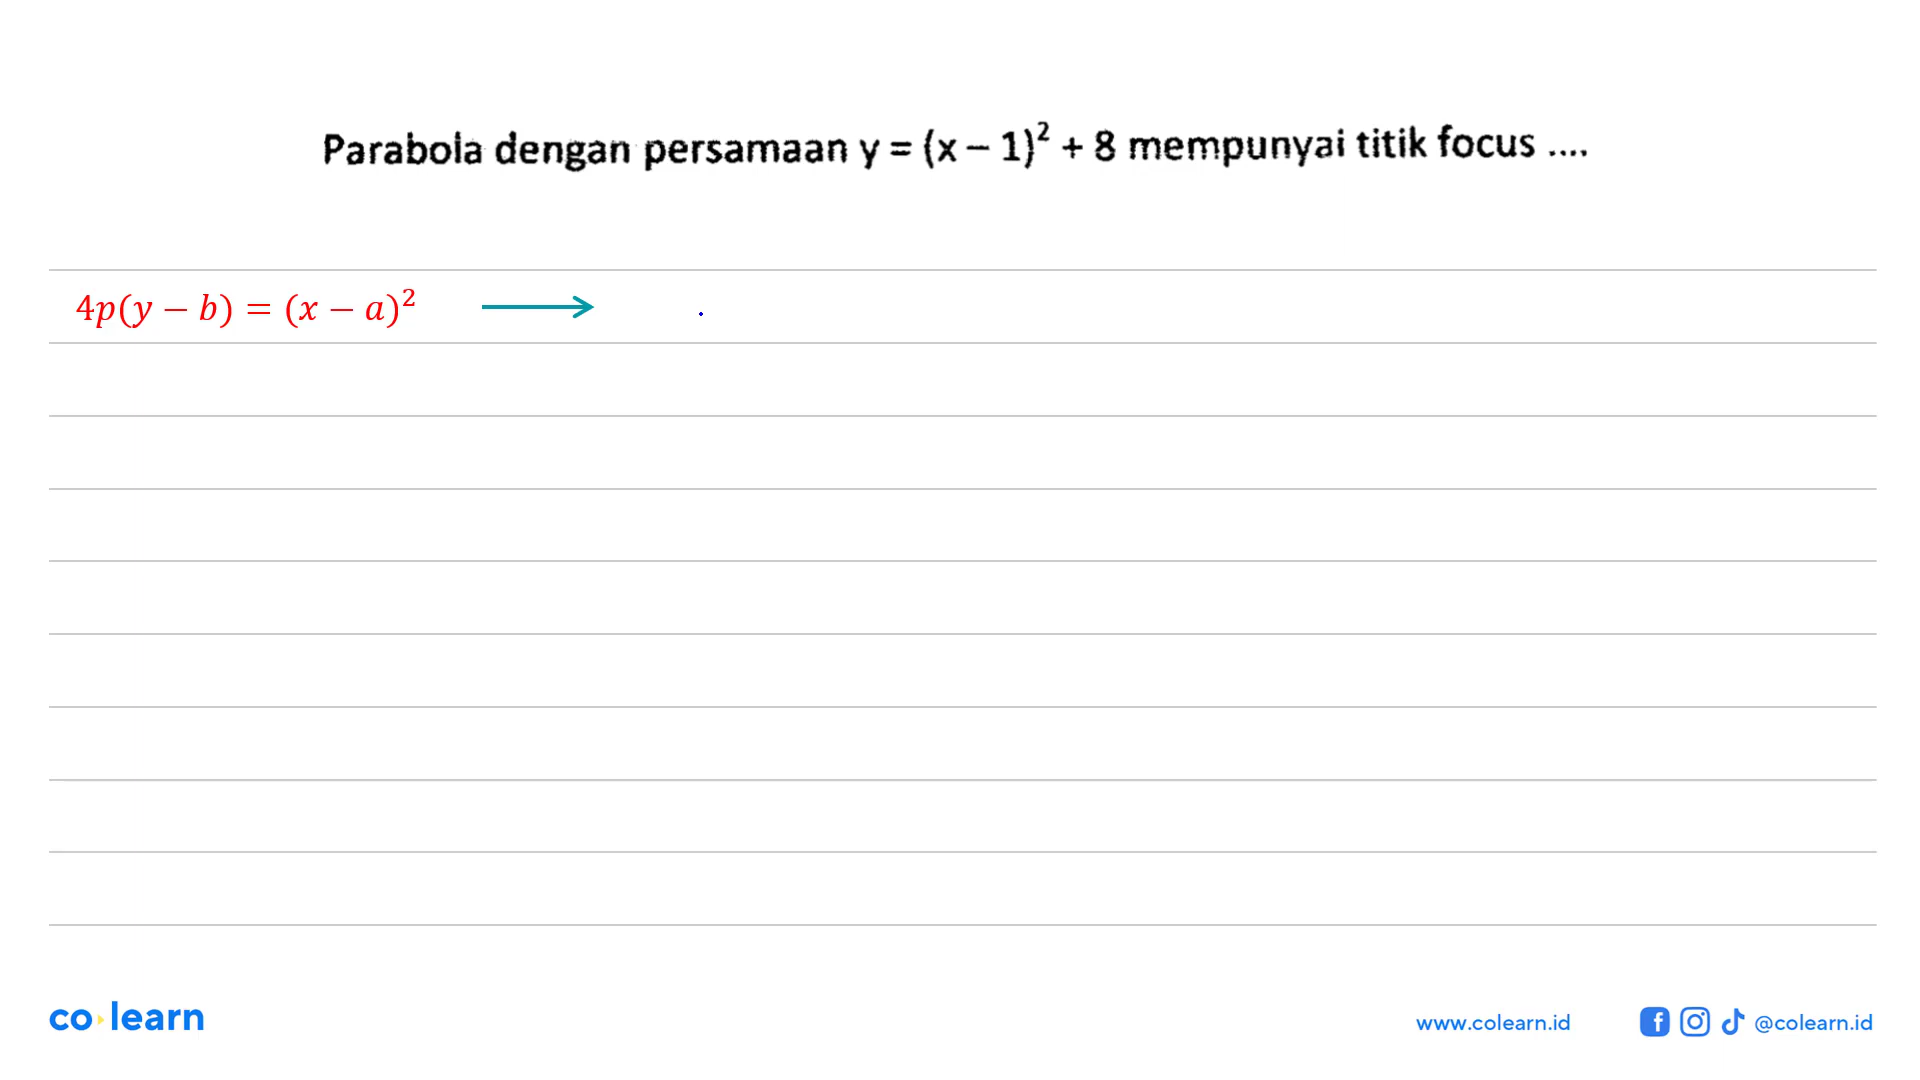 Parabola dengan persamaan y = (x – 1)² + 8 mempunyai titik focus ....
4p(y − b) = (x − a)²
co learn
www.colearn.id @colearn.id